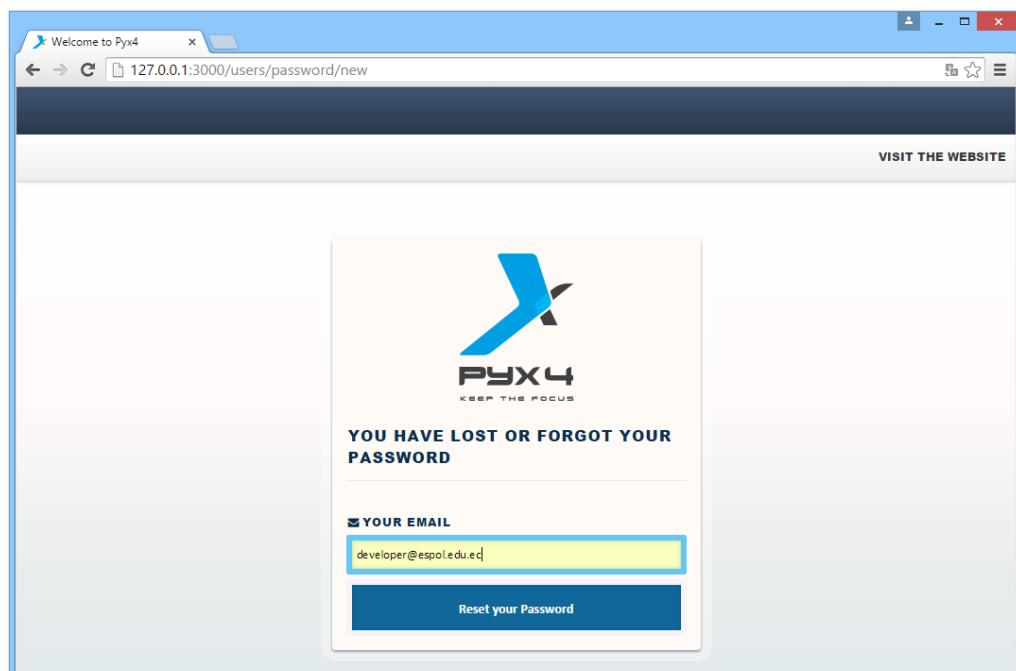 Welcome to Pyx4
127.0.0.1:3000/users/password/new
VISIT THE WEBSITE
PYX4
KEEP THE FOCUS
YOU HAVE LOST OR FORGOT YOUR
PASSWORD
YOUR EMAIL
developer@espol.edu.ec
Reset your Password